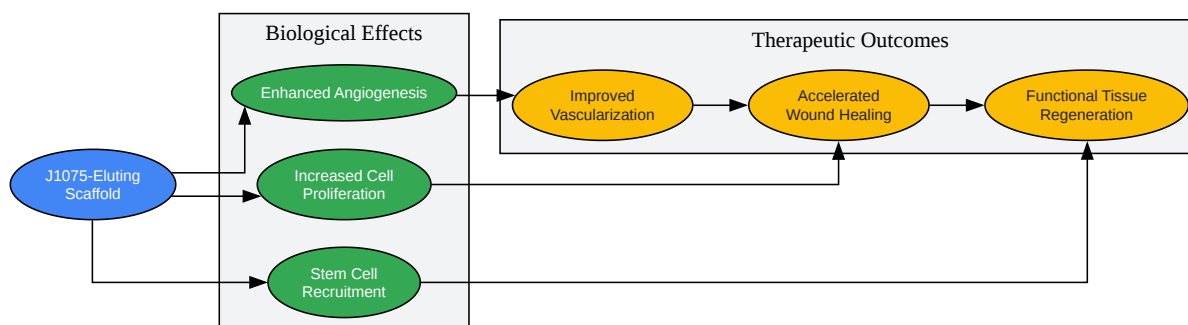 Biological Effects
Therapeutic Outcomes
Enhanced Angiogenesis
Improved
Vascularization
Accelerated
Wound Healing
Functional Tissue
Regeneration
J1075-Eluting
Scaffold
Increased Cell
Proliferation
Stem Cell
Recruitment